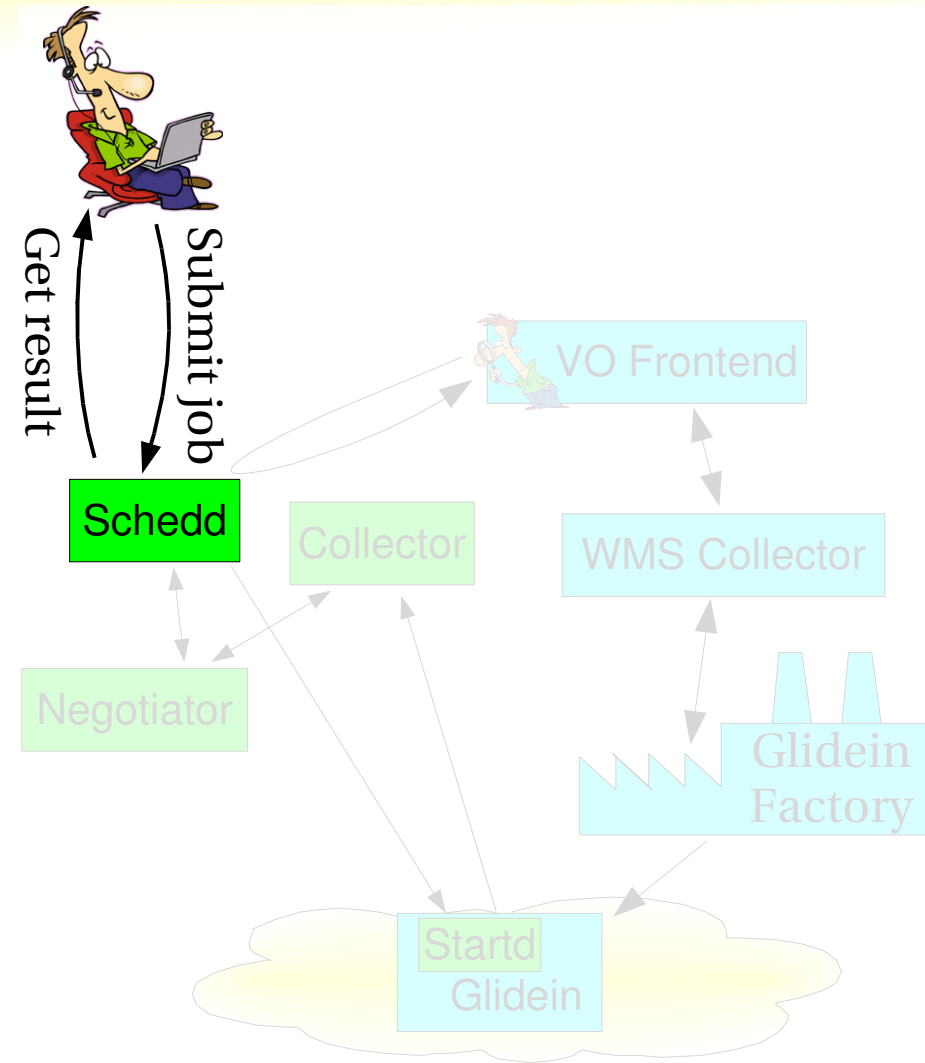 Get result
Submit job
VO Frontend
Schedd
Collector
WMS Collector
Negotiator
Glidein
Factory
Startd
Glidein